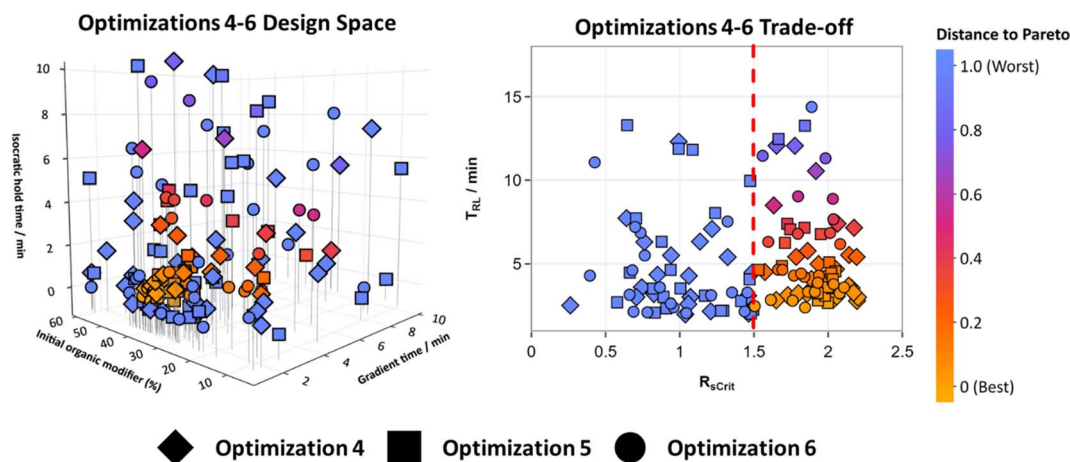 Optimizations 4-6 Design Space
Optimizations 4-6 Trade-off
Distance to Pareto
Isocratic hold time / min
10
8
6
4
2
0
60
50
40
30
20
10
Initial organic modifier (%)
2
4
6
8
10
Gradient time / min
T_RL / min
15
10
5
0
0.5
1
1.5
2
2.5
R_sCrit
1.0 (Worst)
0.8
0.6
0.4
0.2
0 (Best)
Optimization 4
Optimization 5
Optimization 6